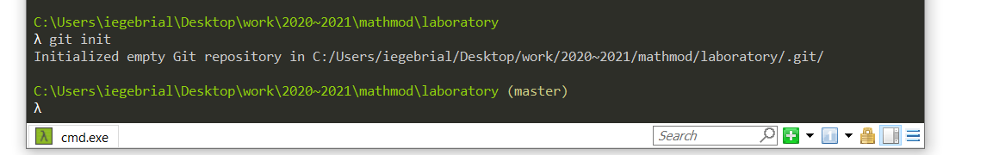 C:\Users\iegebrial\Desktop\work\2020~2021\mathmod\laboratory
λ git init
Initialized empty Git repository in C:/Users/iegebrial/Desktop/work/2020~2021/mathmod/laboratory/.git/
C:\Users\iegebrial\Desktop\work\2020~2021\mathmod\laboratory (master)
λ
λ cmd.exe
Search